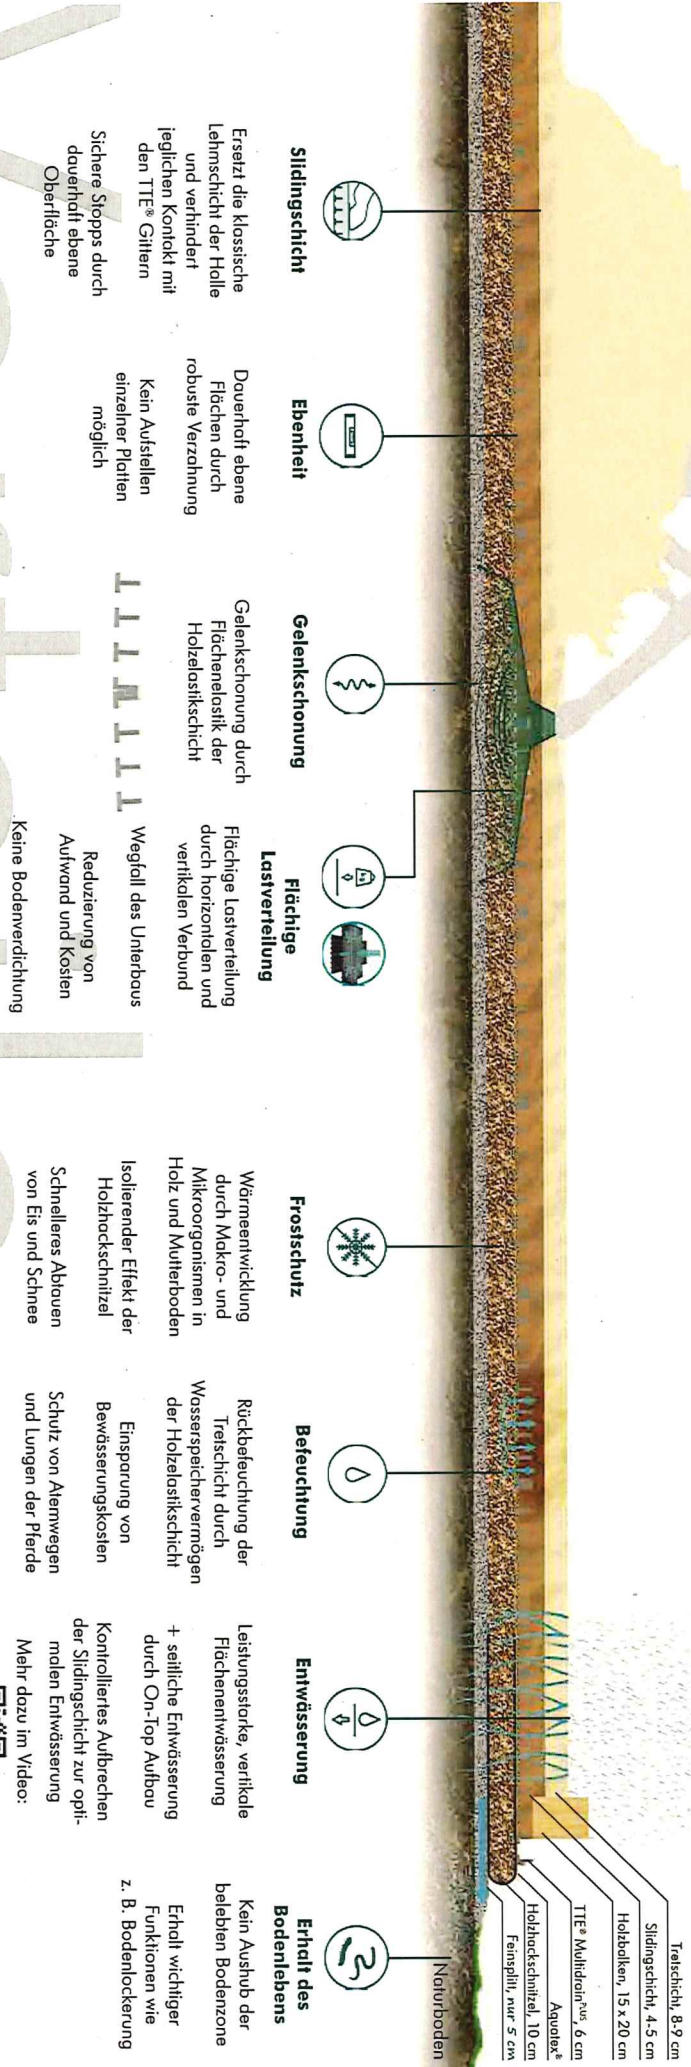 Tretschicht, 8-9 cm
Slidingschicht, 4-5 cm
Holzbalken, 15 x 20 cm
TTE® MultidrainPLUS, 6 cm
Aquatex®
Holzhackschnitzel, 10 cm
Feinsplitt, nur 5 cm
Naturboden
Slidingschicht
Ersetzt die klassische
Lehmschicht der Halle
und verhindert
jeglichen Kontakt mit
den TTE® Gittern
Sichere Stopps durch
dauerhaft ebene
Oberfläche
Ebenheit
Dauerhaft ebene
Flächen durch
robuste Verzahnung
Kein Aufstellen
einzelner Platten
möglich
Gelenkschonung
Gelenkschonung durch
Flächenelastik der
Holzelastikschicht
Flächige
Lastverteilung
Flächige Lastverteilung
durch horizontalen und
vertikalen Verbund
Wegfall des Unterbaus
Reduzierung von
Aufwand und Kosten
Keine Bodenverdichtung
Frostschutz
Wärmeentwicklung
durch Makro- und
Mikroorganismen in
Holz und Mutterboden
Isolierender Effekt der
Holzhackschnitzel
Schnelleres Abtauen
von Eis und Schnee
Befeuchtung
Rückbefeuchtung der
Tretschicht durch
Wasserspeichervermögen
der Holzelastikschicht
Einsparung von
Bewässerungskosten
Schutz von Atemwegen
und Lungen der Pferde
Entwässerung
Leistungsstarke, vertikale
Flächenentwässerung
+ seitliche Entwässerung
durch On-Top Aufbau
Kontrolliertes Aufbrechen
der Slidingschicht zur opti-
malen Entwässerung
Mehr dazu im Video:
Erhalt des
Bodenlebens
Kein Aushub der
belebten Bodenzone
Erhalt wichtiger
Funktionen wie
z. B. Bodenlockerung